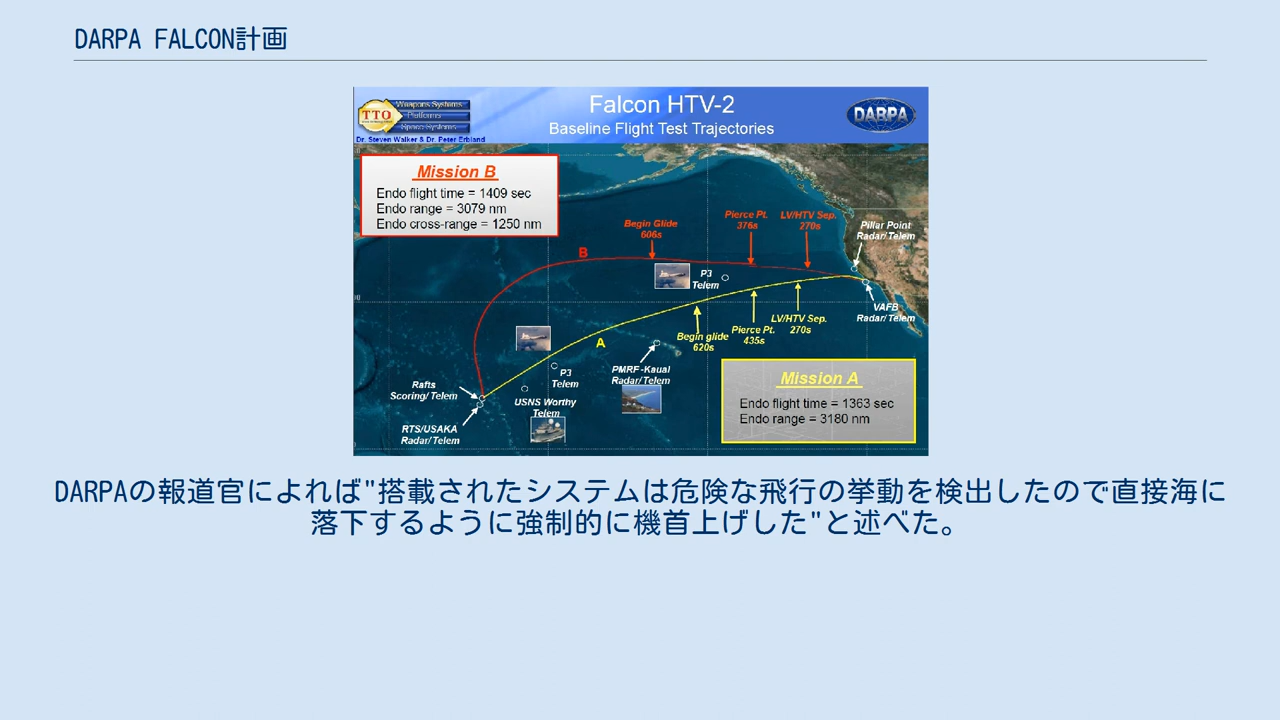 DARPA FALCON計画
TTO
Weapons Systems
Platforms
Space Systems
Dr. Steven Walker & Dr. Peter Erbland
Falcon HTV-2
Baseline Flight Test Trajectories
DARPA
Mission B
Endo flight time = 1409 sec
Endo range = 3079 nm
Endo cross-range = 1250 nm
Begin Glide
606s
Pierce Pt.
376s
LV/HTV Sep.
270s
Pillar Point
Radar/Telem
B
P3
Telem
VAFB
Radar/Telem
LV/HTV Sep.
270s
Pierce Pt.
435s
Begin glide
620s
A
PMRF-Kauai
Radar/Telem
P3
Telem
Rafts
Scoring/Telem
USNS Worthy
Telem
RTS/USAKA
Radar/Telem
Mission A
Endo flight time = 1363 sec
Endo range = 3180 nm
DARPAの報道官によれば"搭載されたシステムは危険な飛行の挙動を検出したので直接海に
落下するように強制的に機首上げした"と述べた。